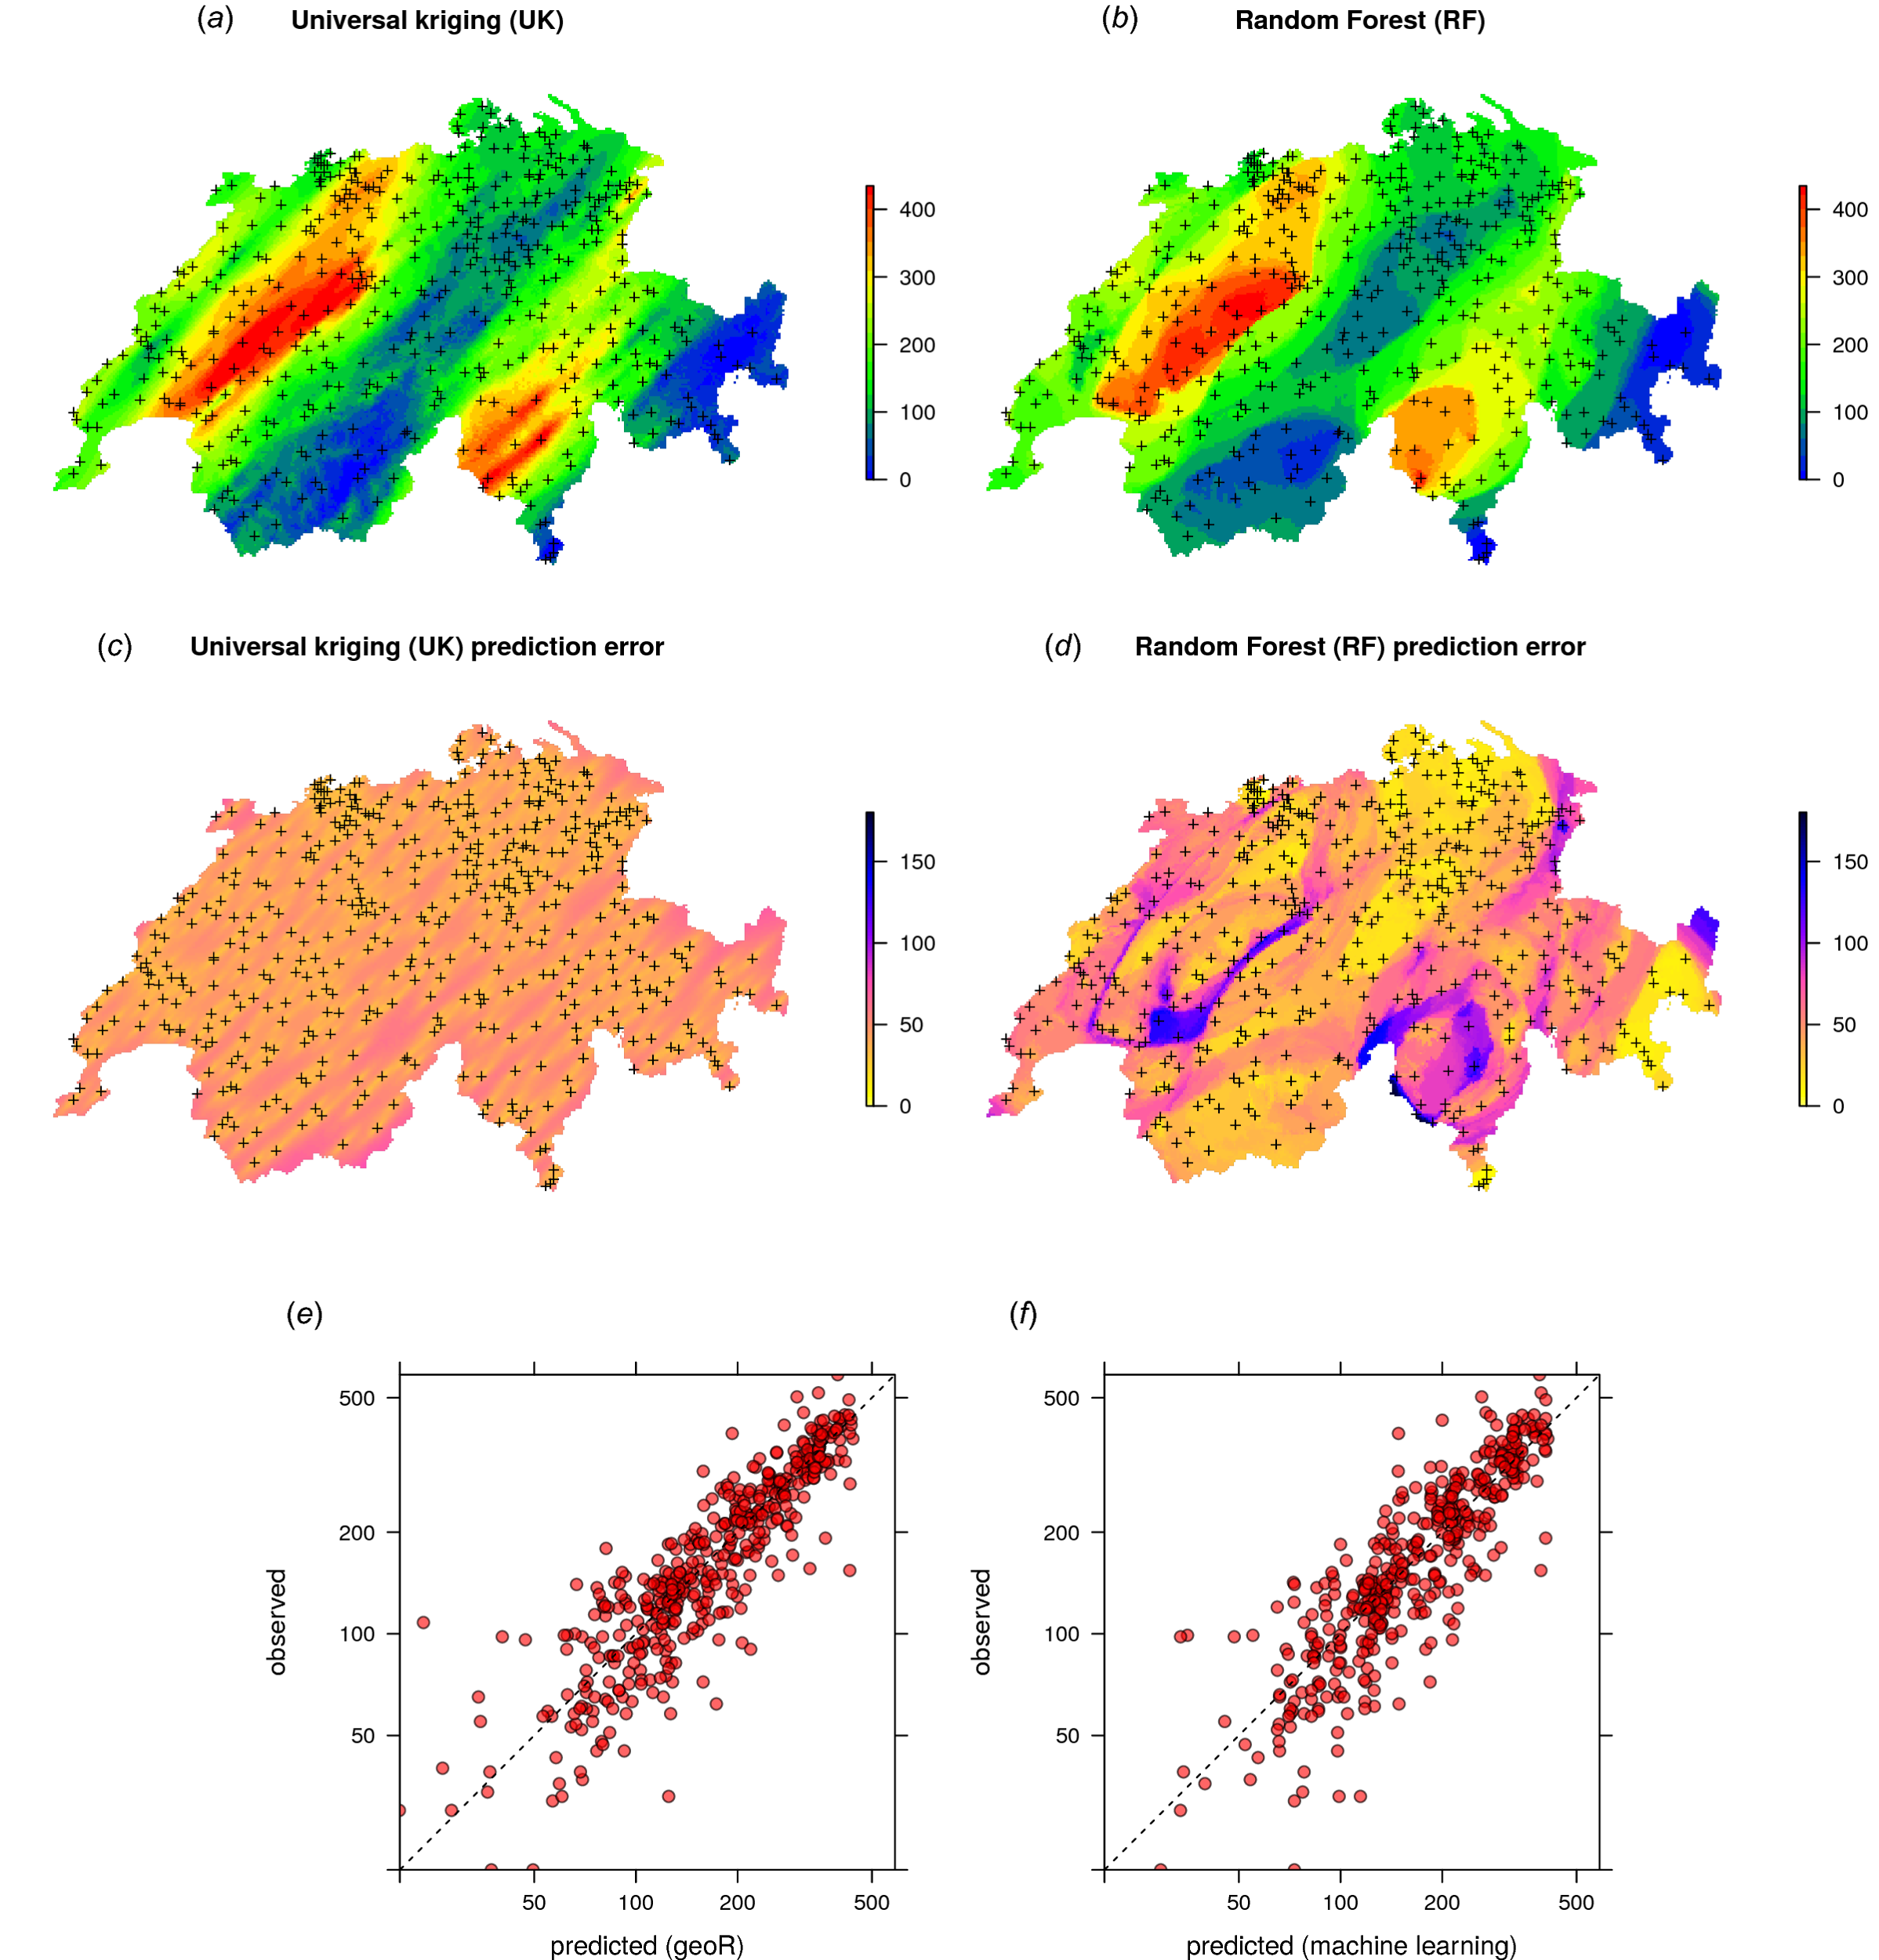 (a) Universal kriging (UK)
(b) Random Forest (RF)
400
300
200
100
0
400
300
200
100
0
(c) Universal kriging (UK) prediction error
(d) Random Forest (RF) prediction error
150
100
50
0
150
100
50
0
(e)
(f)
500
200
100
50
observed
50 100 200 500
predicted (geoR)
500
200
100
50
observed
50 100 200 500
predicted (machine learning)